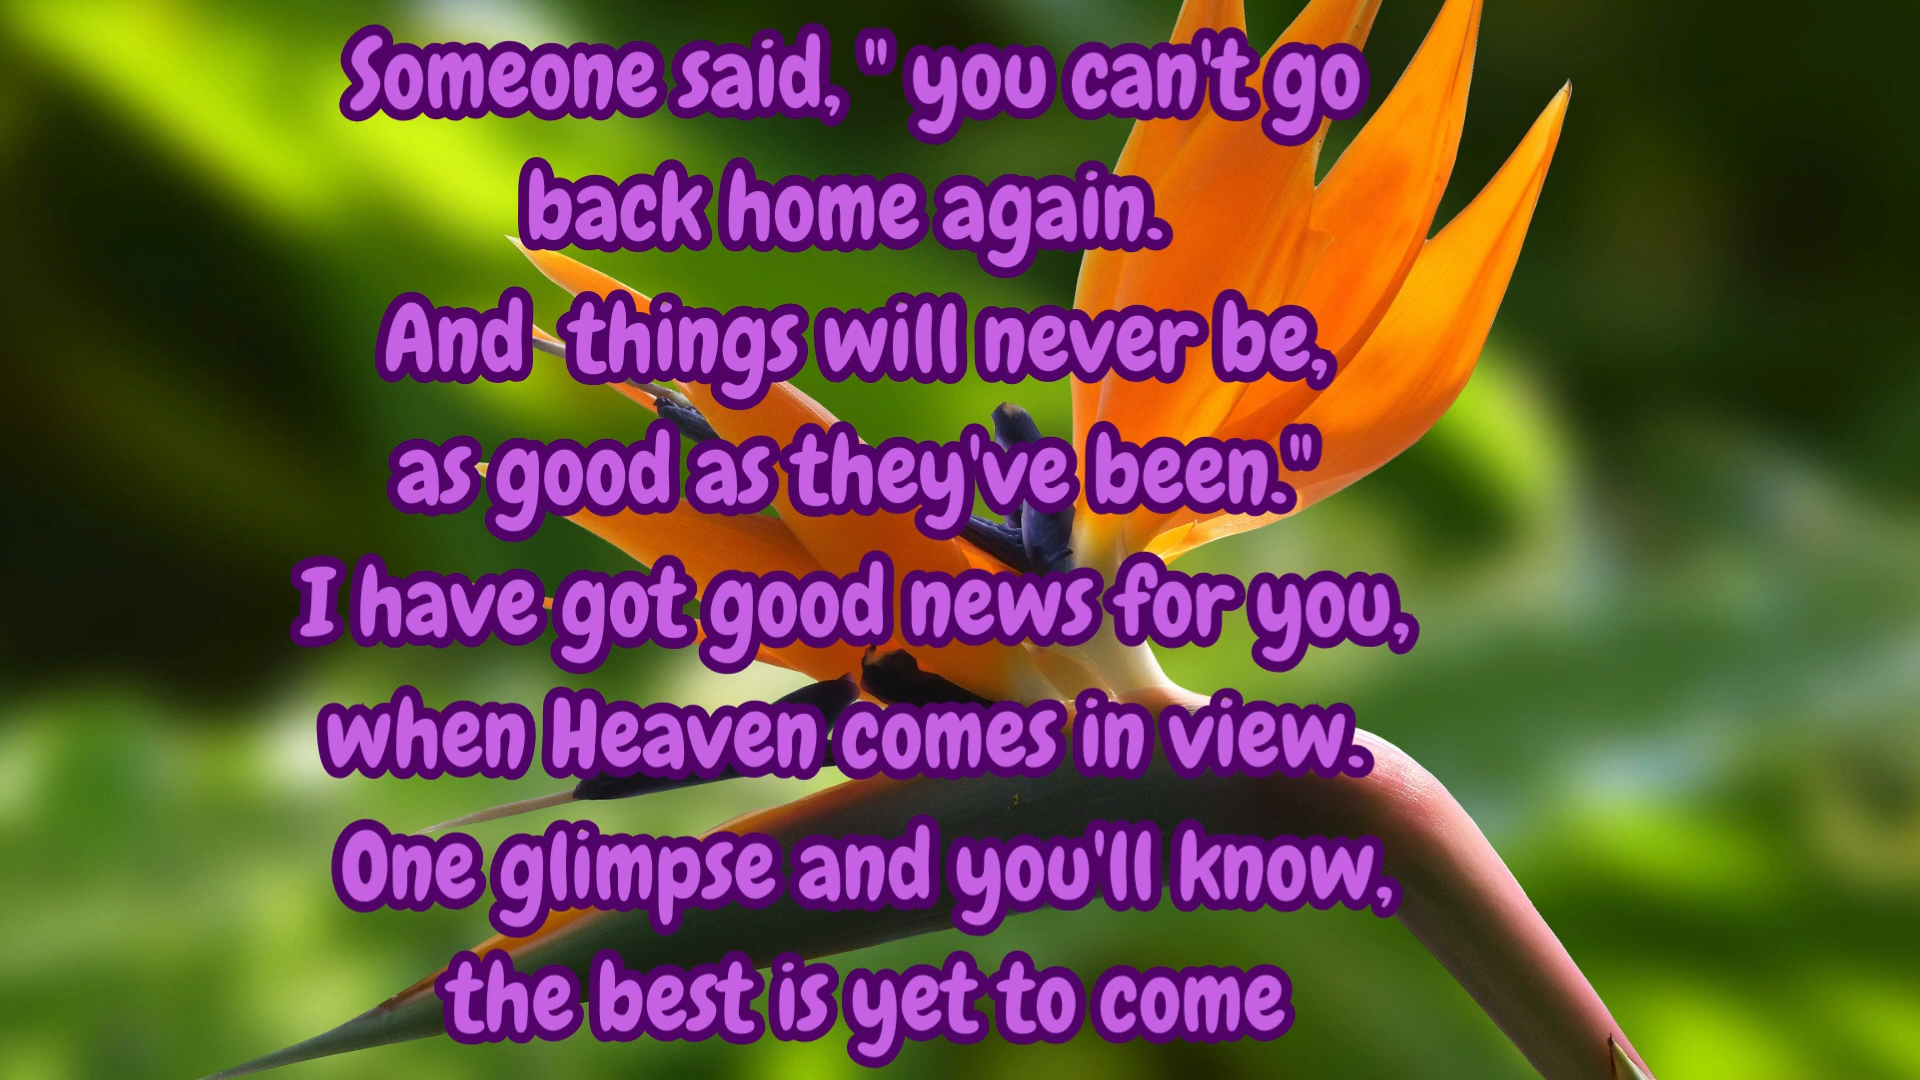 Someone said, " you can't go
back home again.
And  things will never be,
as good as they've been."
I have got good news for you,
when Heaven comes in view.
One glimpse and you'll know,
the best is yet to come